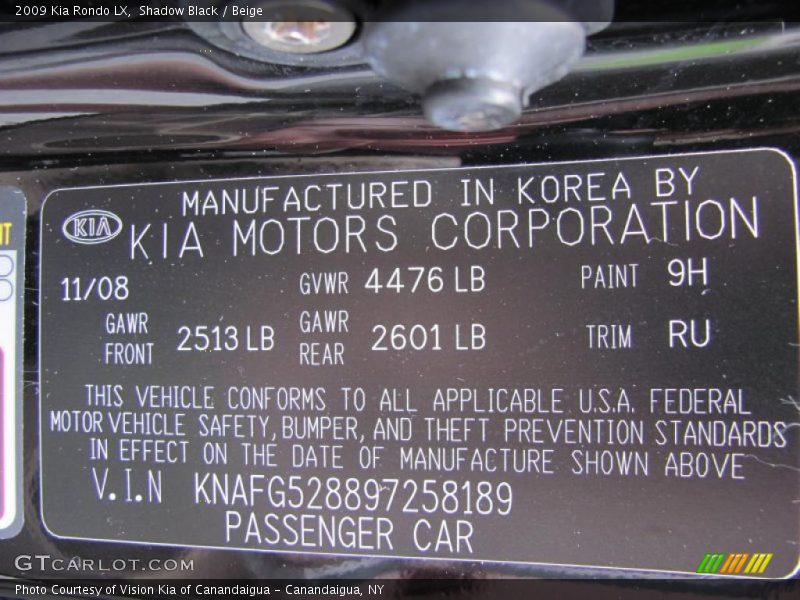 2009 Kia Rondo LX, Shadow Black / Beige
MANUFACTURED IN KOREA BY
KIA KIA MOTORS CORPORATION
11/08 GVWR 4476 LB PAINT 9H
GAWR FRONT 2513 LB GAWR REAR 2601 LB TRIM RU
THIS VEHICLE CONFORMS TO ALL APPLICABLE U.S.A. FEDERAL
MOTOR VEHICLE SAFETY, BUMPER, AND THEFT PREVENTION STANDARDS
IN EFFECT ON THE DATE OF MANUFACTURE SHOWN ABOVE
V.I.N KNAFG528897258189
PASSENGER CAR
GTCARLOT.COM
Photo Courtesy of Vision Kia of Canandaigua - Canandaigua, NY